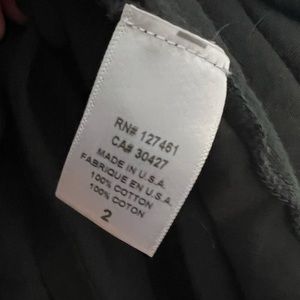 RN# 127461
CA# 30427
MADE IN U.S.A.
FABRIQUE EN U.S.A.
100% COTTON
100% COTON
2